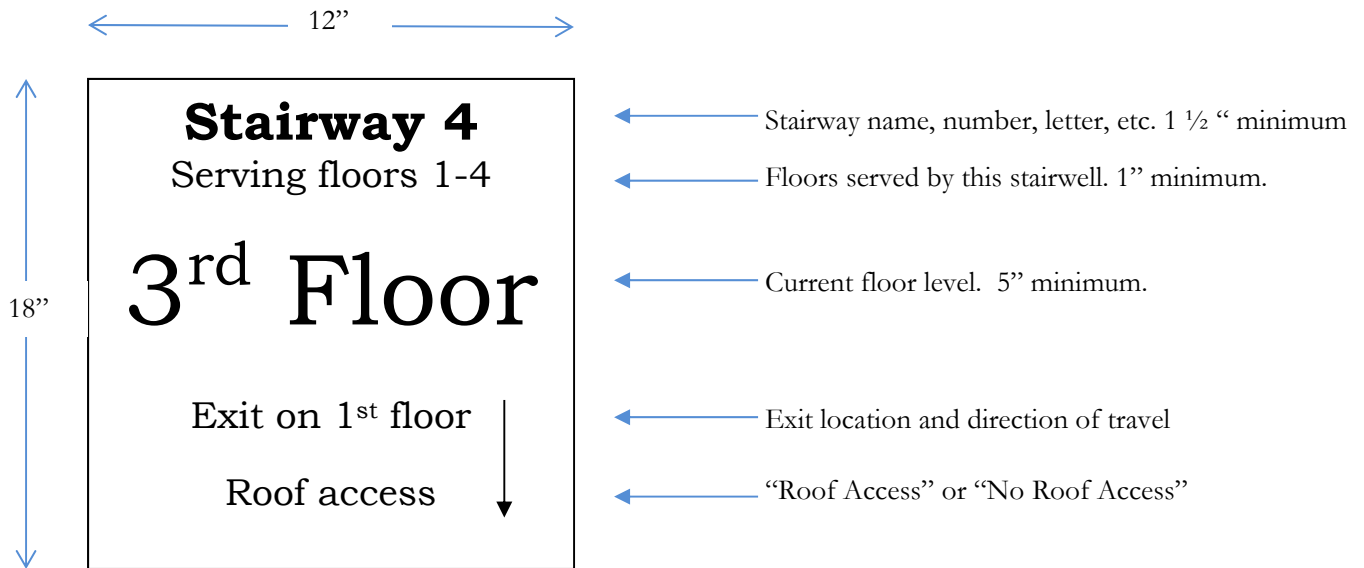 12”
Stairway 4
Serving floors 1-4
3rd Floor
Exit on 1st floor
Roof access
18”
Stairway name, number, letter, etc. 1 ½ “ minimum
Floors served by this stairwell. 1” minimum.
Current floor level.  5” minimum.
Exit location and direction of travel
“Roof Access” or “No Roof Access”